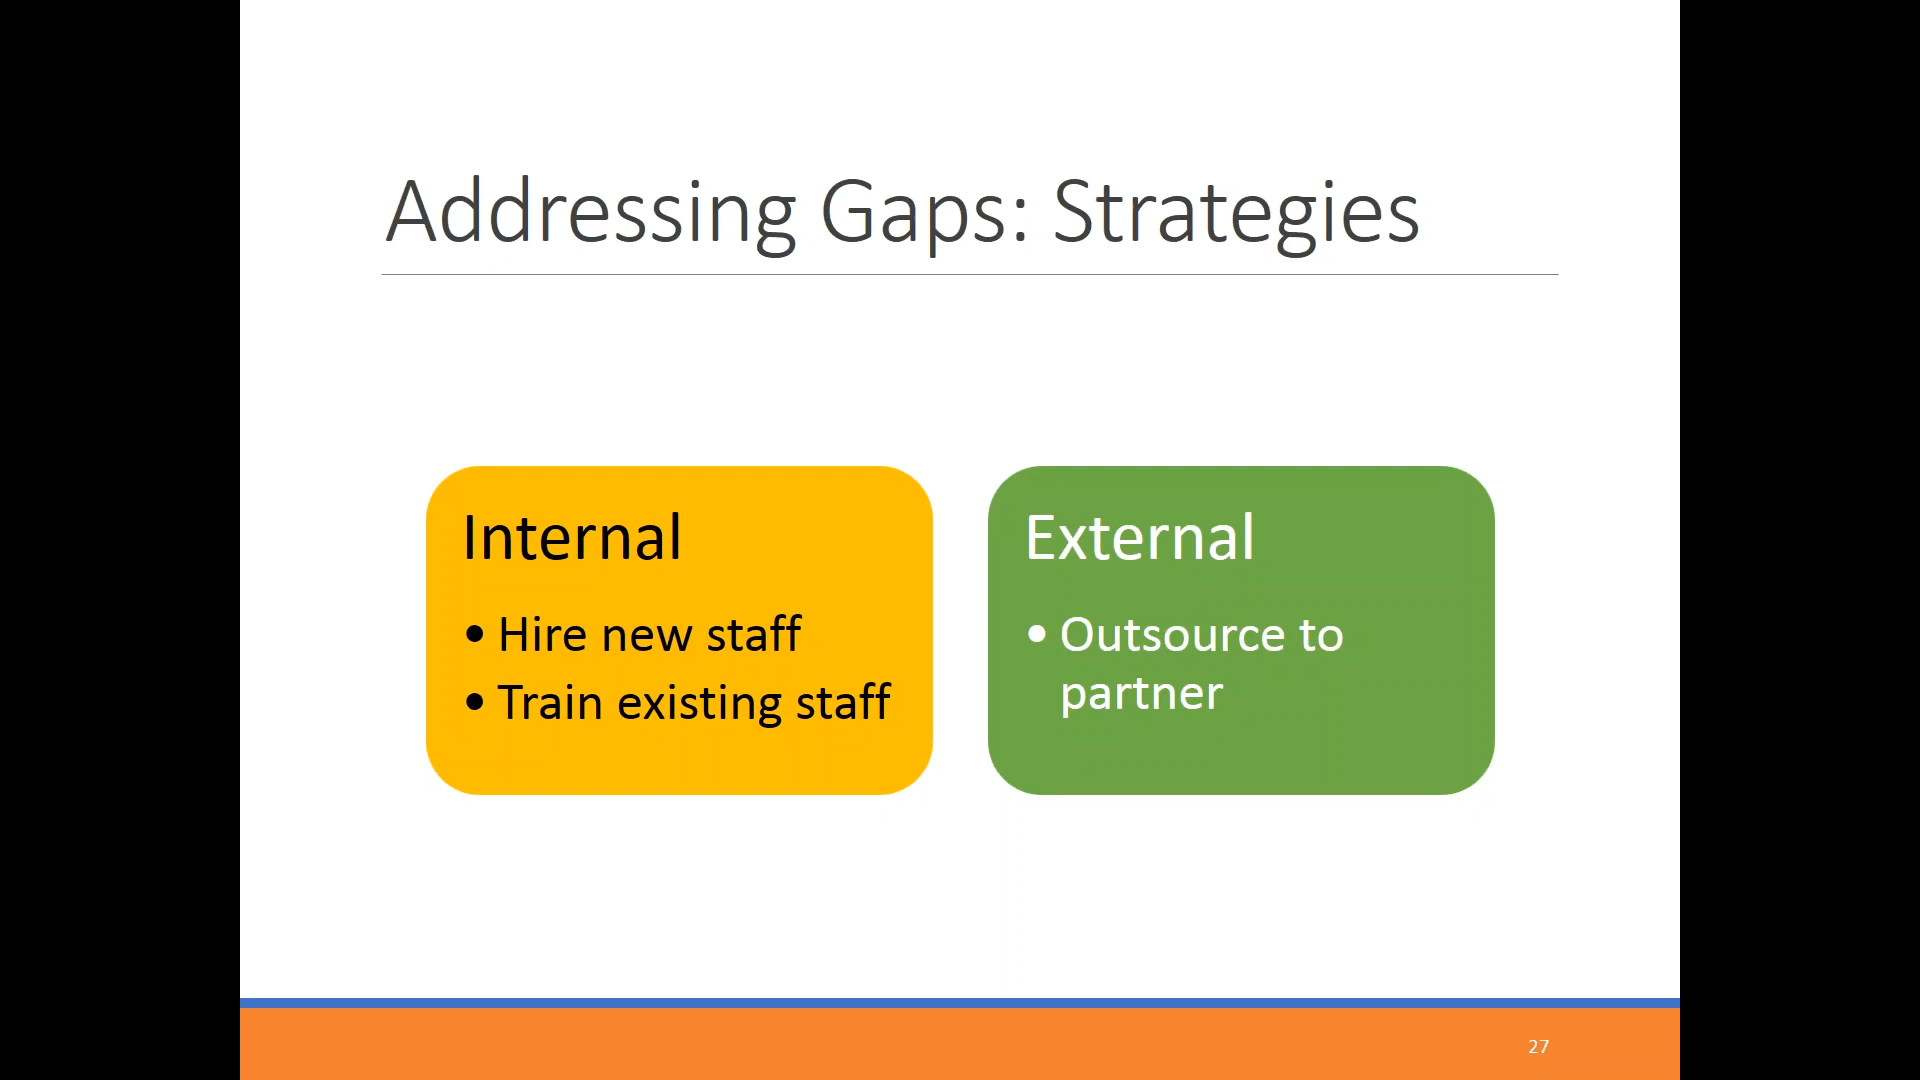 Addressing Gaps: Strategies
Internal
• Hire new staff
• Train existing staff
External
• Outsource to
partner
27